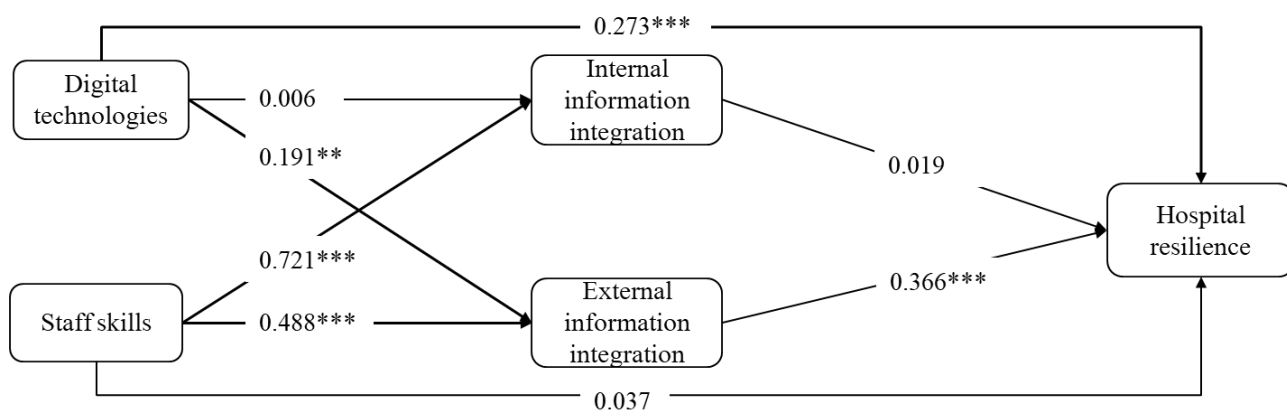 0.273***
Digital
technologies
0.006
Internal
information
integration
0.191**
0.019
Hospital
resilience
0.721***
Staff skills
0.488***
External
information
integration
0.366***
0.037